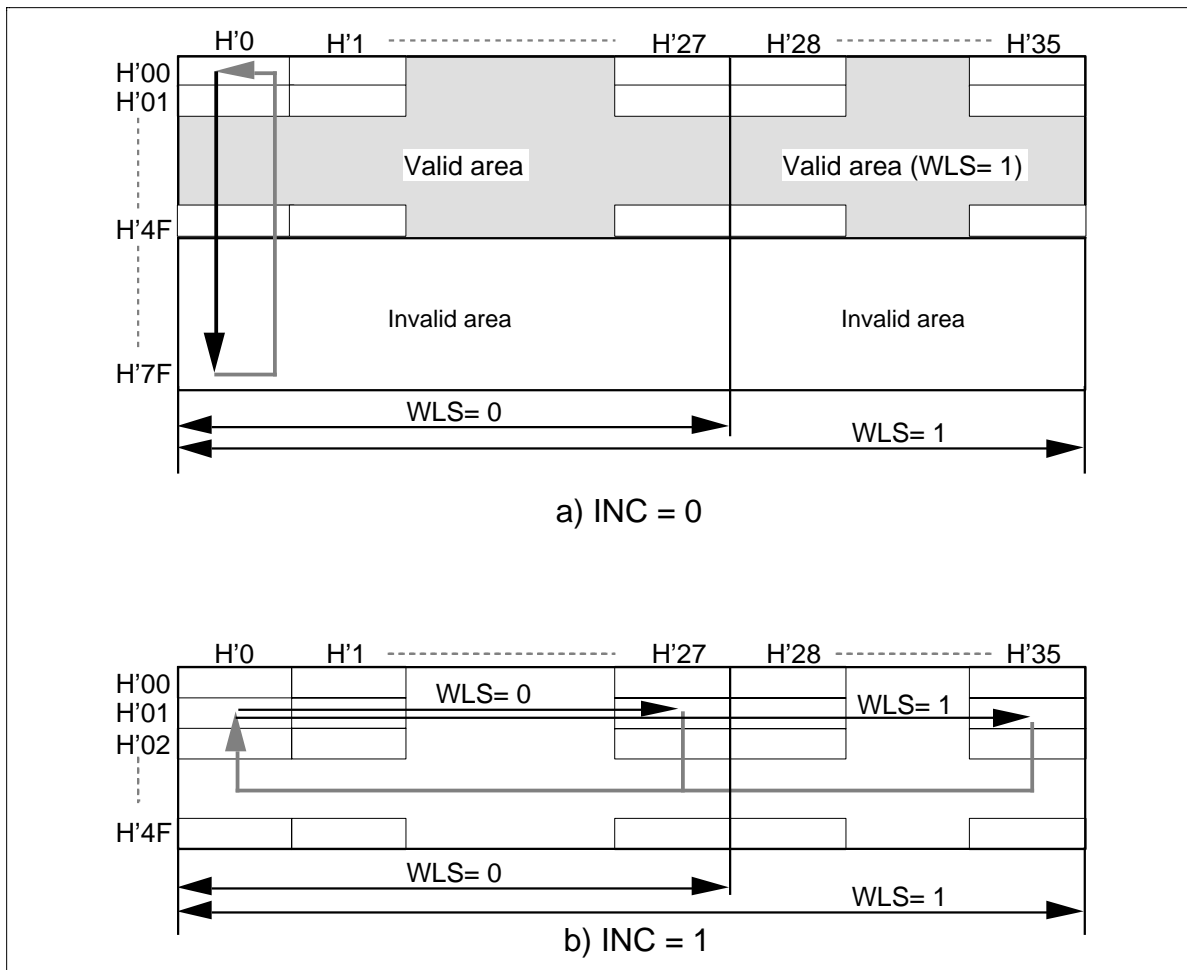 H'0 H'1 H'27 H'28 H'35
H'00
H'01
Valid area Valid area (WLS= 1)
H'4F
Invalid area Invalid area
H'7F
WLS= 0
WLS= 1
a) INC = 0
H'0 H'1 H'27 H'28 H'35
H'00
WLS= 0
H'01 WLS= 1
H'02
H'4F
WLS= 0
WLS= 1
b) INC = 1